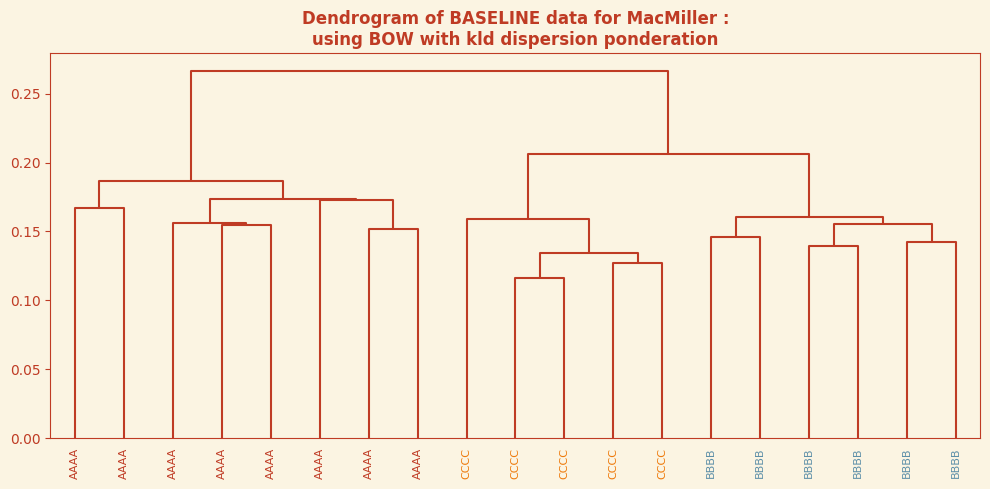 Dendrogram of BASELINE data for MacMiller :
using BOW with kld dispersion ponderation
0.25
0.20
0.15
0.10
0.05
0.00
AAAA AAAA AAAA AAAA AAAA AAAA AAAA AAAA CCCC CCCC CCCC CCCC CCCC BBBB BBBB BBBB BBBB BBBB BBBB